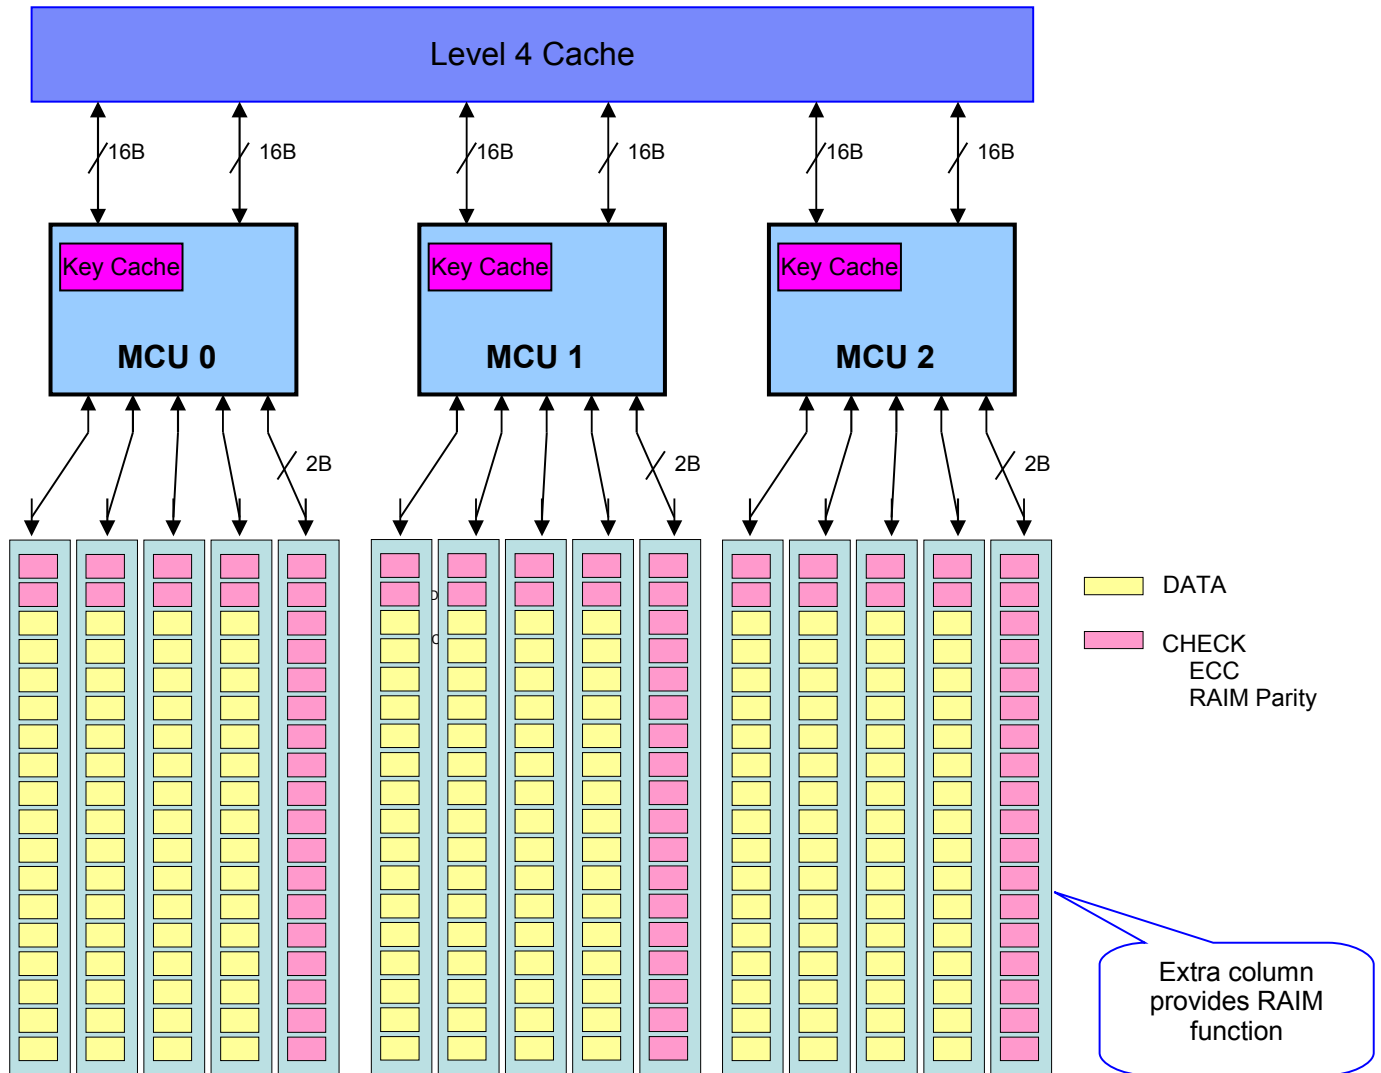 Level 4 Cache
16B
16B
16B
16B
16B
16B
Key Cache
Key Cache
Key Cache
MCU 0
MCU 1
MCU 2
2B
2B
2B
DATA
CHECK
ECC
RAIM Parity
Extra column
provides RAIM
function